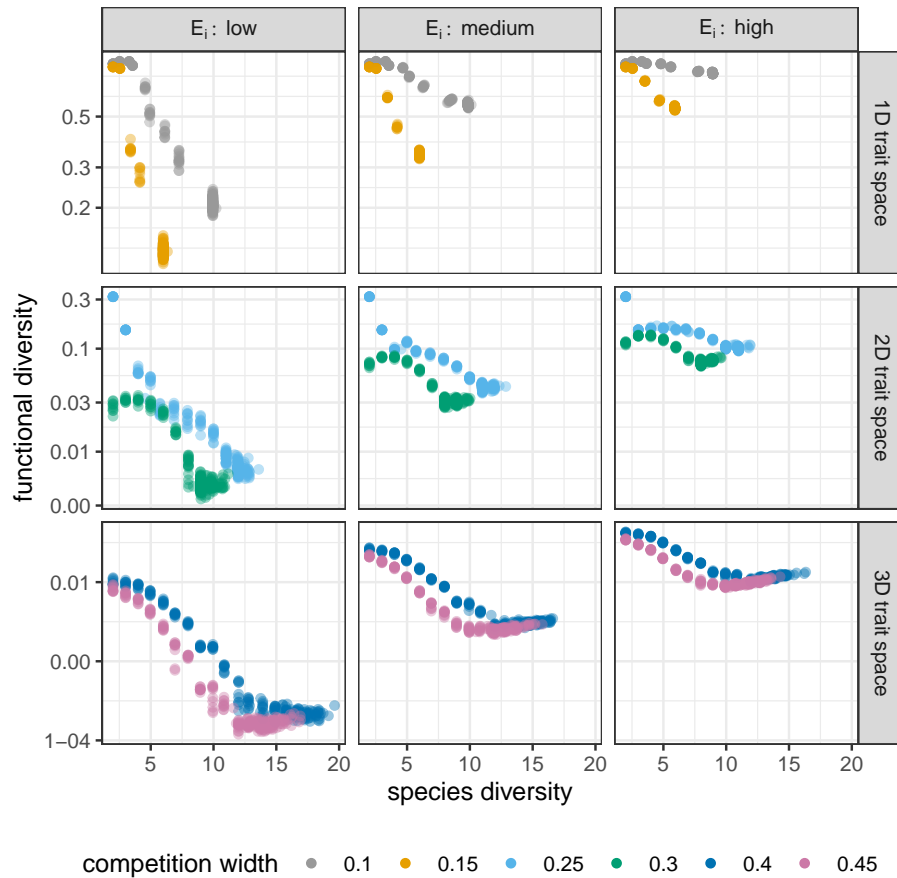 E_i : low
E_i : medium
E_i : high
0.5
0.3
0.2
1D trait space
0.3
0.1
0.03
0.01
0.00
2D trait space
0.01
0.00
1−04
3D trait space
functional diversity
5 10 15 20
5 10 15 20
5 10 15 20
species diversity
competition width 0.1 0.15 0.25 0.3 0.4 0.45